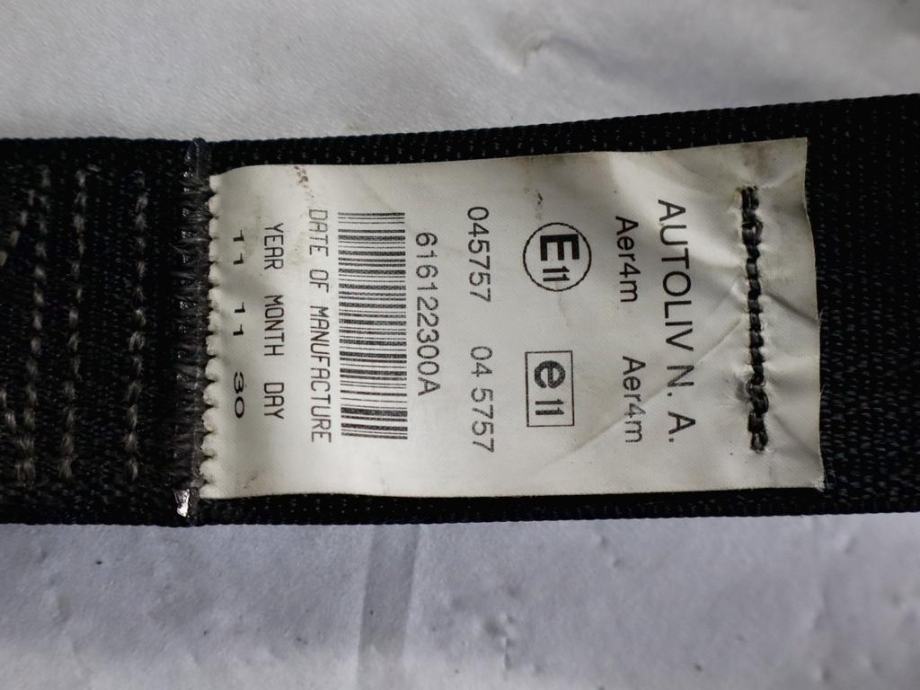 AUTOLIV N. A.
Aer4m Aer4m
E11 e11
045757 04 5757
616122300A
DATE OF MANUFACTURE
YEAR MONTH DAY
11 11 30